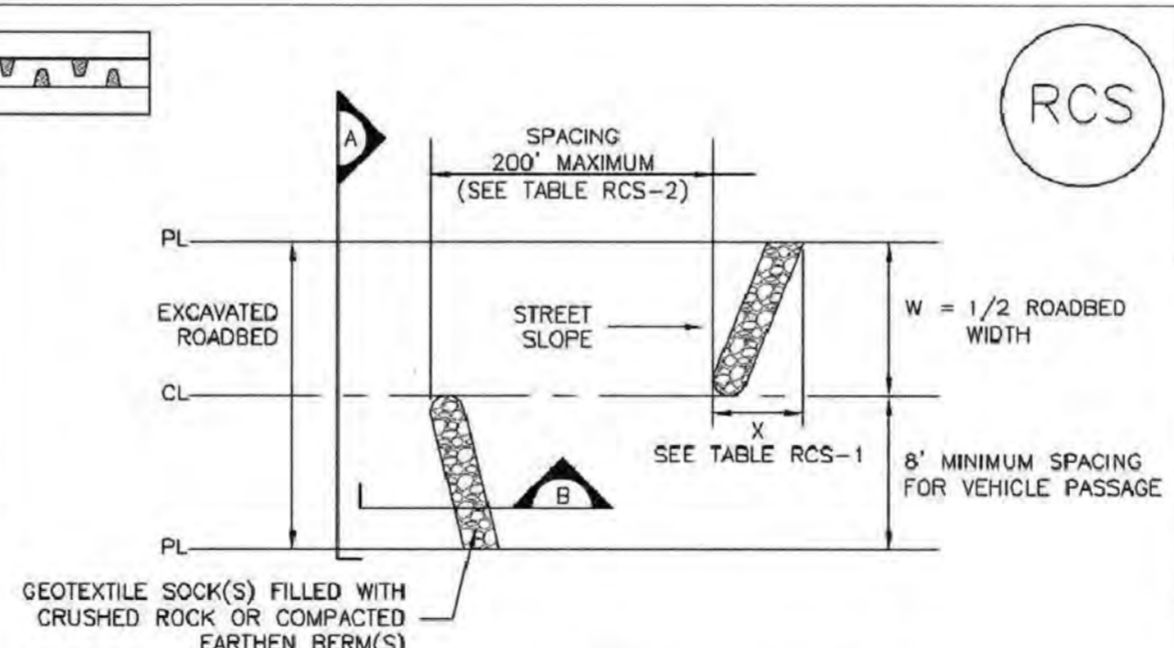 RCS
A
SPACING
200' MAXIMUM
(SEE TABLE RCS-2)
PL
EXCAVATED
ROADBED
STREET
SLOPE
W = 1/2 ROADBED
WIDTH
CL
X
SEE TABLE RCS-1
8' MINIMUM SPACING
FOR VEHICLE PASSAGE
B
PL
GEOTEXTILE SOCK(S) FILLED WITH
CRUSHED ROCK OR COMPACTED
EARTHEN BERM(S)